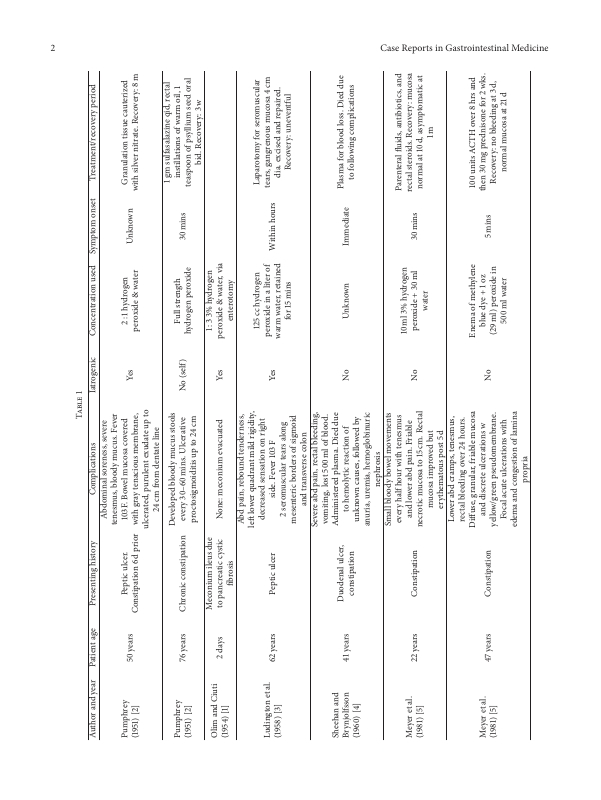 2
Case Reports in Gastrointestinal Medicine
Table 1
Author and year
Patient age
Presenting history
Complications
Iatrogenic
Concentration used
Symptom onset
Treatment/recovery period
Pumphrey
(1951) [2]
50 years
Peptic ulcer.
Constipation 6 d prior
Abdominal soreness, severe
tenesmus, bloody mucus. Fever
103 F. Bowel mucosa covered
with gray tenacious membrane,
ulcerated, purulent exudate up to
24 cm from dentate line
Yes
2 : 1 hydrogen
peroxide & water
Unknown
Granulation tissue cauterized
with silver nitrate. Recovery: 8 m
Pumphrey
(1951) [2]
76 years
Chronic constipation
Developed bloody mucus stools
every 30–60 mins. Ulcerative
proctosigmoiditis up to 24 cm
No (self)
Full strength
hydrogen peroxide
30 mins
1 gm sulfasalazine qid, rectal
instillations of warm oil, 1
teaspoon of psyllium seed oral
bid. Recovery: 3 w
Olim and Ciuti
(1954) [1]
2 days
Meconium ileus due
to pancreatic cystic
fibrosis
None: meconium evacuated
Yes
1 : 3 3% hydrogen
peroxide & water, via
enterotomy
Ludington et al.
(1958) [3]
62 years
Peptic ulcer
Abd pain, rebound tenderness,
left lower quadrant mild rigidity,
decreased sensation on right
side. Fever 103 F
2 seromuscular tears along
mesenteric borders of sigmoid
and transverse colon
Yes
125 cc hydrogen
peroxide in a liter of
warm water, retained
for 15 mins
Within hours
Laparotomy for seromuscular
tears, gangrenous mucosa 4 cm
dia. excised and repaired.
Recovery: uneventful
Sheehan and
Brynjolfsson
(1960) [4]
41 years
Duodenal ulcer,
constipation
Severe abd pain, rectal bleeding,
vomiting, lost 500 ml of blood.
Administered plasma. Died due
to hemolytic reaction of
unknown causes, followed by
anuria, uremia, hemoglobinuric
nephrosis
No
Unknown
Immediate
Plasma for blood loss. Died due
to following complications
Meyer et al.
(1981) [5]
22 years
Constipation
Small bloody bowel movements
every half hour with tenesmus
and lower abd pain. Friable
necrotic mucosa to 15 cm. Rectal
mucosa improved but
erythematous post 5 d
No
10 ml 3% hydrogen
peroxide + 30 ml
water
30 mins
Parenteral fluids, antibiotics, and
rectal steroids. Recovery: mucosa
normal at 10 d, asymptomatic at
1 m
Meyer et al.
(1981) [5]
47 years
Constipation
Lower abd cramps, tenesmus,
rectal bleeding over 24 hours.
Diffuse, granular, friable mucosa
and discrete ulcerations w
yellow/green pseudomembrane.
Focal acute ulcerations with
edema and congestion of lamina
propria
No
Enema of methylene
blue dye + 1 oz
(29 ml) peroxide in
500 ml water
5 mins
100 units ACTH over 8 hrs and
then 30 mg prednisone for 2 wks.
Recovery: no bleeding at 3 d,
normal mucosa at 21 d